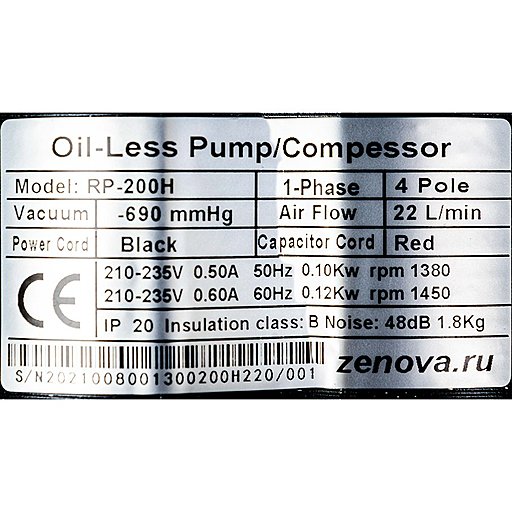 Oil-Less Pump/Compessor
Model: RP-200H 1-Phase 4 Pole
Vacuum -690 mmHg Air Flow 22 L/min
Power Cord Black Capacitor Cord Red
CE 210-235V 0.50A 50Hz 0.10Kw rpm 1380
210-235V 0.60A 60Hz 0.12Kw rpm 1450
IP 20 Insulation class: B Noise: 48dB 1.8Kg
S/N2021008001300200H220/001 zenova.ru